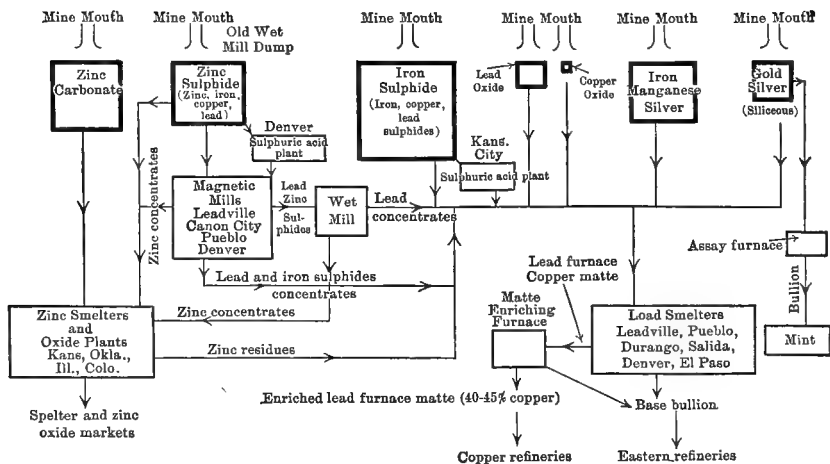 Mine Mouth
Mine Mouth
Mine Mouth
Mine Mouth
Mine Mouth
Mine Mouth
Old Wet
Mill Dump
Zinc
Carbonate
Zinc
Sulphide
(Zinc, iron,
copper,
lead)
Iron
Sulphide
(Iron, copper,
lead
sulphides)
Lead
Oxide
Copper
Oxide
Iron
Manganese
Silver
Gold
Silver
(Siliceous)
Denver
Sulphuric acid
plant
Kans.
City
Sulphuric acid plant
Zinc concentrates
Magnetic
Mills
Leadville
Canon City
Pueblo
Denver
Lead
Zinc
Sul-
phides
Wet
Mill
Lead
concentrates
Assay furnace
Lead and iron sulphides
concentrates
Lead furnace
Copper matte
Bullion
Zinc Smelters
and
Oxide Plants
Kans, Okla.,
Ill., Colo.
Zinc concentrates
Zinc residues
Matte
Enriching
Furnace
Load Smelters
Leadville, Pueblo,
Durango, Salida,
Denver, El Paso
Mint
Spelter and zinc
oxide markets
Enriched lead furnace matte (40-45% copper)
Base bullion
Copper refineries
Eastern refineries